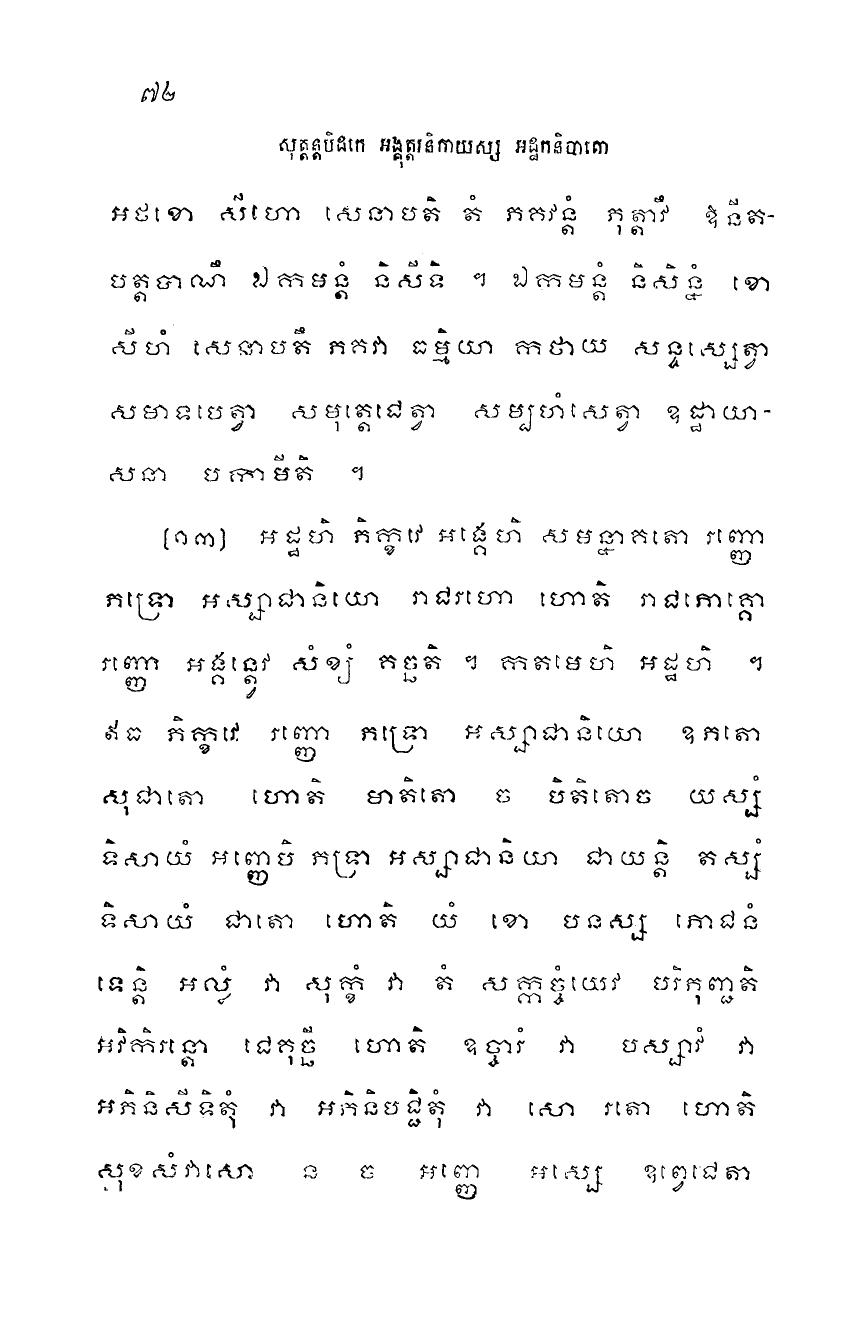 ៧២
សុត្តន្តបិដកេ អង្គុត្តរនិកាយស្ស អដ្ឋកនិបាតោ
អថខោ សីហោ សេនាបតិ តំ ភគវន្តំ ភុត្តាវឹ ឱនីត-
បត្តបាណឹ ឯកមន្តំ និសីទិ ។ ឯកមន្តំ និសិន្នំ ខោ
សីហំ សេនាបតឹ ភគវា ធម្មិយា កថាយ សន្ទស្សេត្វា
សមាទបេត្វា សមុត្តេជេត្វា សម្បហំសេត្វា ឧដ្ឋាយា-
សនា បក្កាមីតិ ។
(១៣) អដ្ឋហិ ភិក្ខវេ អង្គេហិ សមន្នាគតោ រញ្ញោ
ភទ្រោ អស្សាជានិយោ រាជរហោ ហោតិ រាជភោគ្គោ
រញ្ញោ អង្គន្ត្វេវ សំខ្យំ គច្ឆតិ ។ កតមេហិ អដ្ឋហិ ។
ឥធ ភិក្ខវេ រញ្ញោ ភទ្រោ អស្សាជានិយោ ឧភតោ
សុជាតោ ហោតិ មាតិតោ ច បិតិតោច យស្សំ
ទិសាយំ អញ្ញេបិ ភទ្រា អស្សាជានិយា ជាយន្តិ តស្សំ
ទិសាយំ ជាតោ ហោតិ យំ ខោ បនស្ស ភោជនំ
ទេន្តិ អល្លំ វា សុក្ខំ វា តំ សក្កច្ចំយេវ បរិភុញ្ជតិ
អវិកិរន្តោ ជេគុច្ឆី ហោតិ ឧច្ចារំ វា បស្សាវំ វា
អភិនិសីទិតុំ វា អភិនិបជ្ជិតុំ វា សោ រតោ ហោតិ
សុខសំវាសោ ន ច អញ្ញេ អស្សេ ឧព្វេជេតា